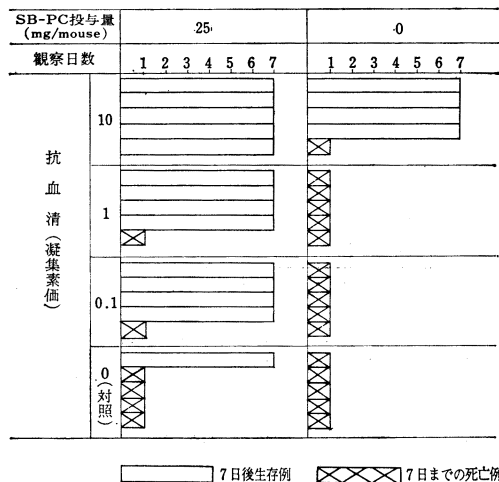 SB-PC投与量
(mg/mouse)
25
0
観察日数
1 2 3 4 5 6 7
1 2 3 4 5 6 7
抗血清(凝集素価)
10
1
0.1
0(対照)
7日後生存例
7日までの死亡例